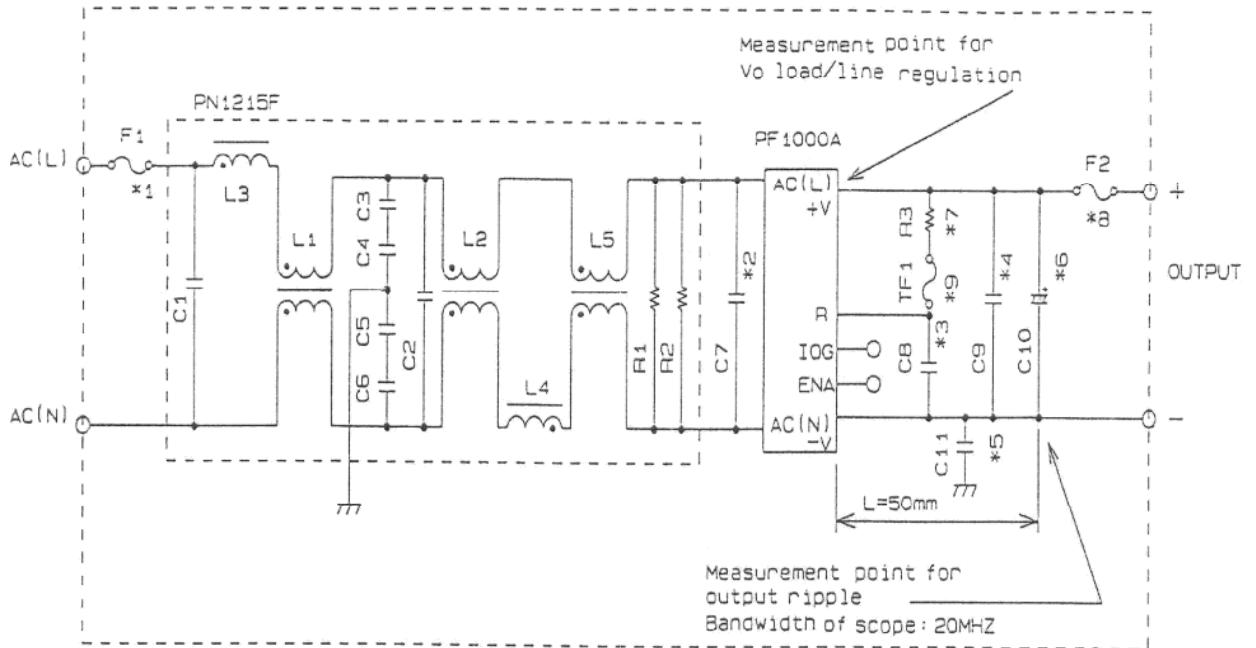 Measurement point for
Vo load/line regulation
PN1215F
PF1000A
AC(L)
F1
*1
L3
C1
L1
C3
C4
C5
C6
C2
L2
L4
L5
R1
R2
C7
*2
AC(L)
+V
R
IOG
ENA
AC(N)
-V
R3
*7
TF1
*9
C8
*3
C9
*4
C10
*6
F2
*8
+
OUTPUT
-
C11
*5
AC(N)
L=50mm
Measurement point for
output ripple
Bandwidth of scope: 20MHZ